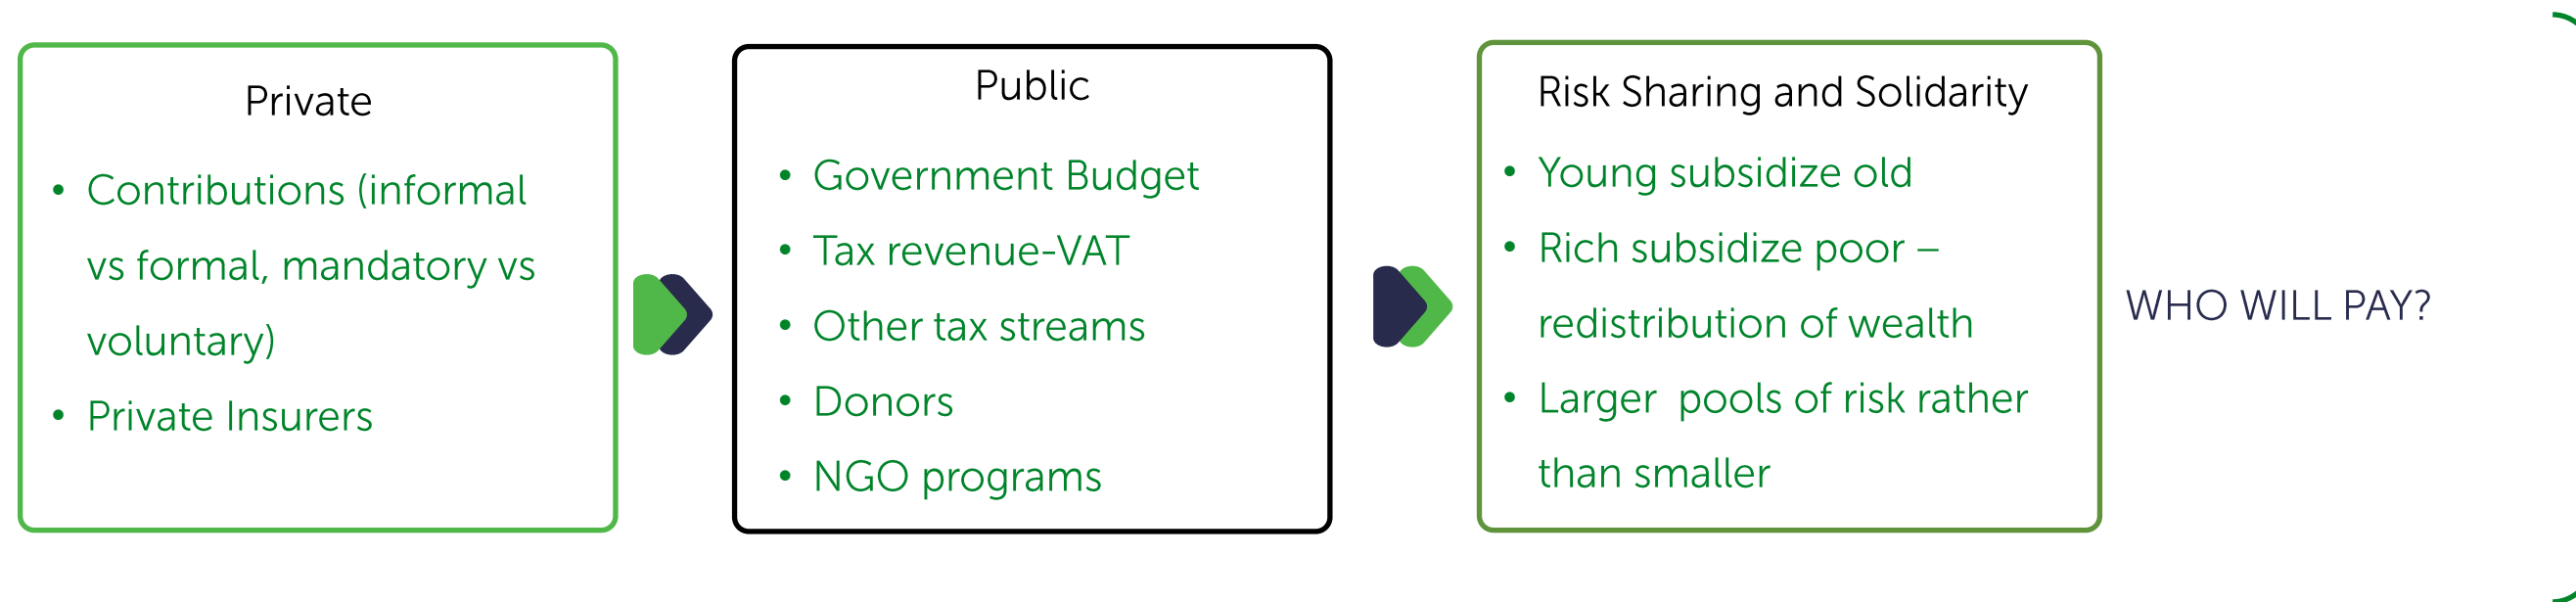 Private
• Contributions (informal
vs formal, mandatory vs
voluntary)
• Private Insurers
Public
• Government Budget
• Tax revenue-VAT
• Other tax streams
• Donors
• NGO programs
Risk Sharing and Solidarity
• Young subsidize old
• Rich subsidize poor –
redistribution of wealth
• Larger  pools of risk rather
than smaller
WHO WILL PAY?